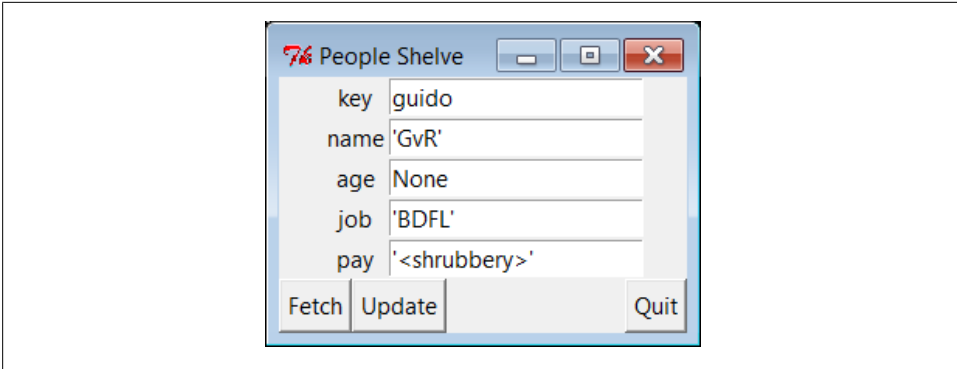 People Shelve
key guido
name 'GvR'
age None
job 'BDFL'
pay '<shrubbery>'
Fetch Update Quit